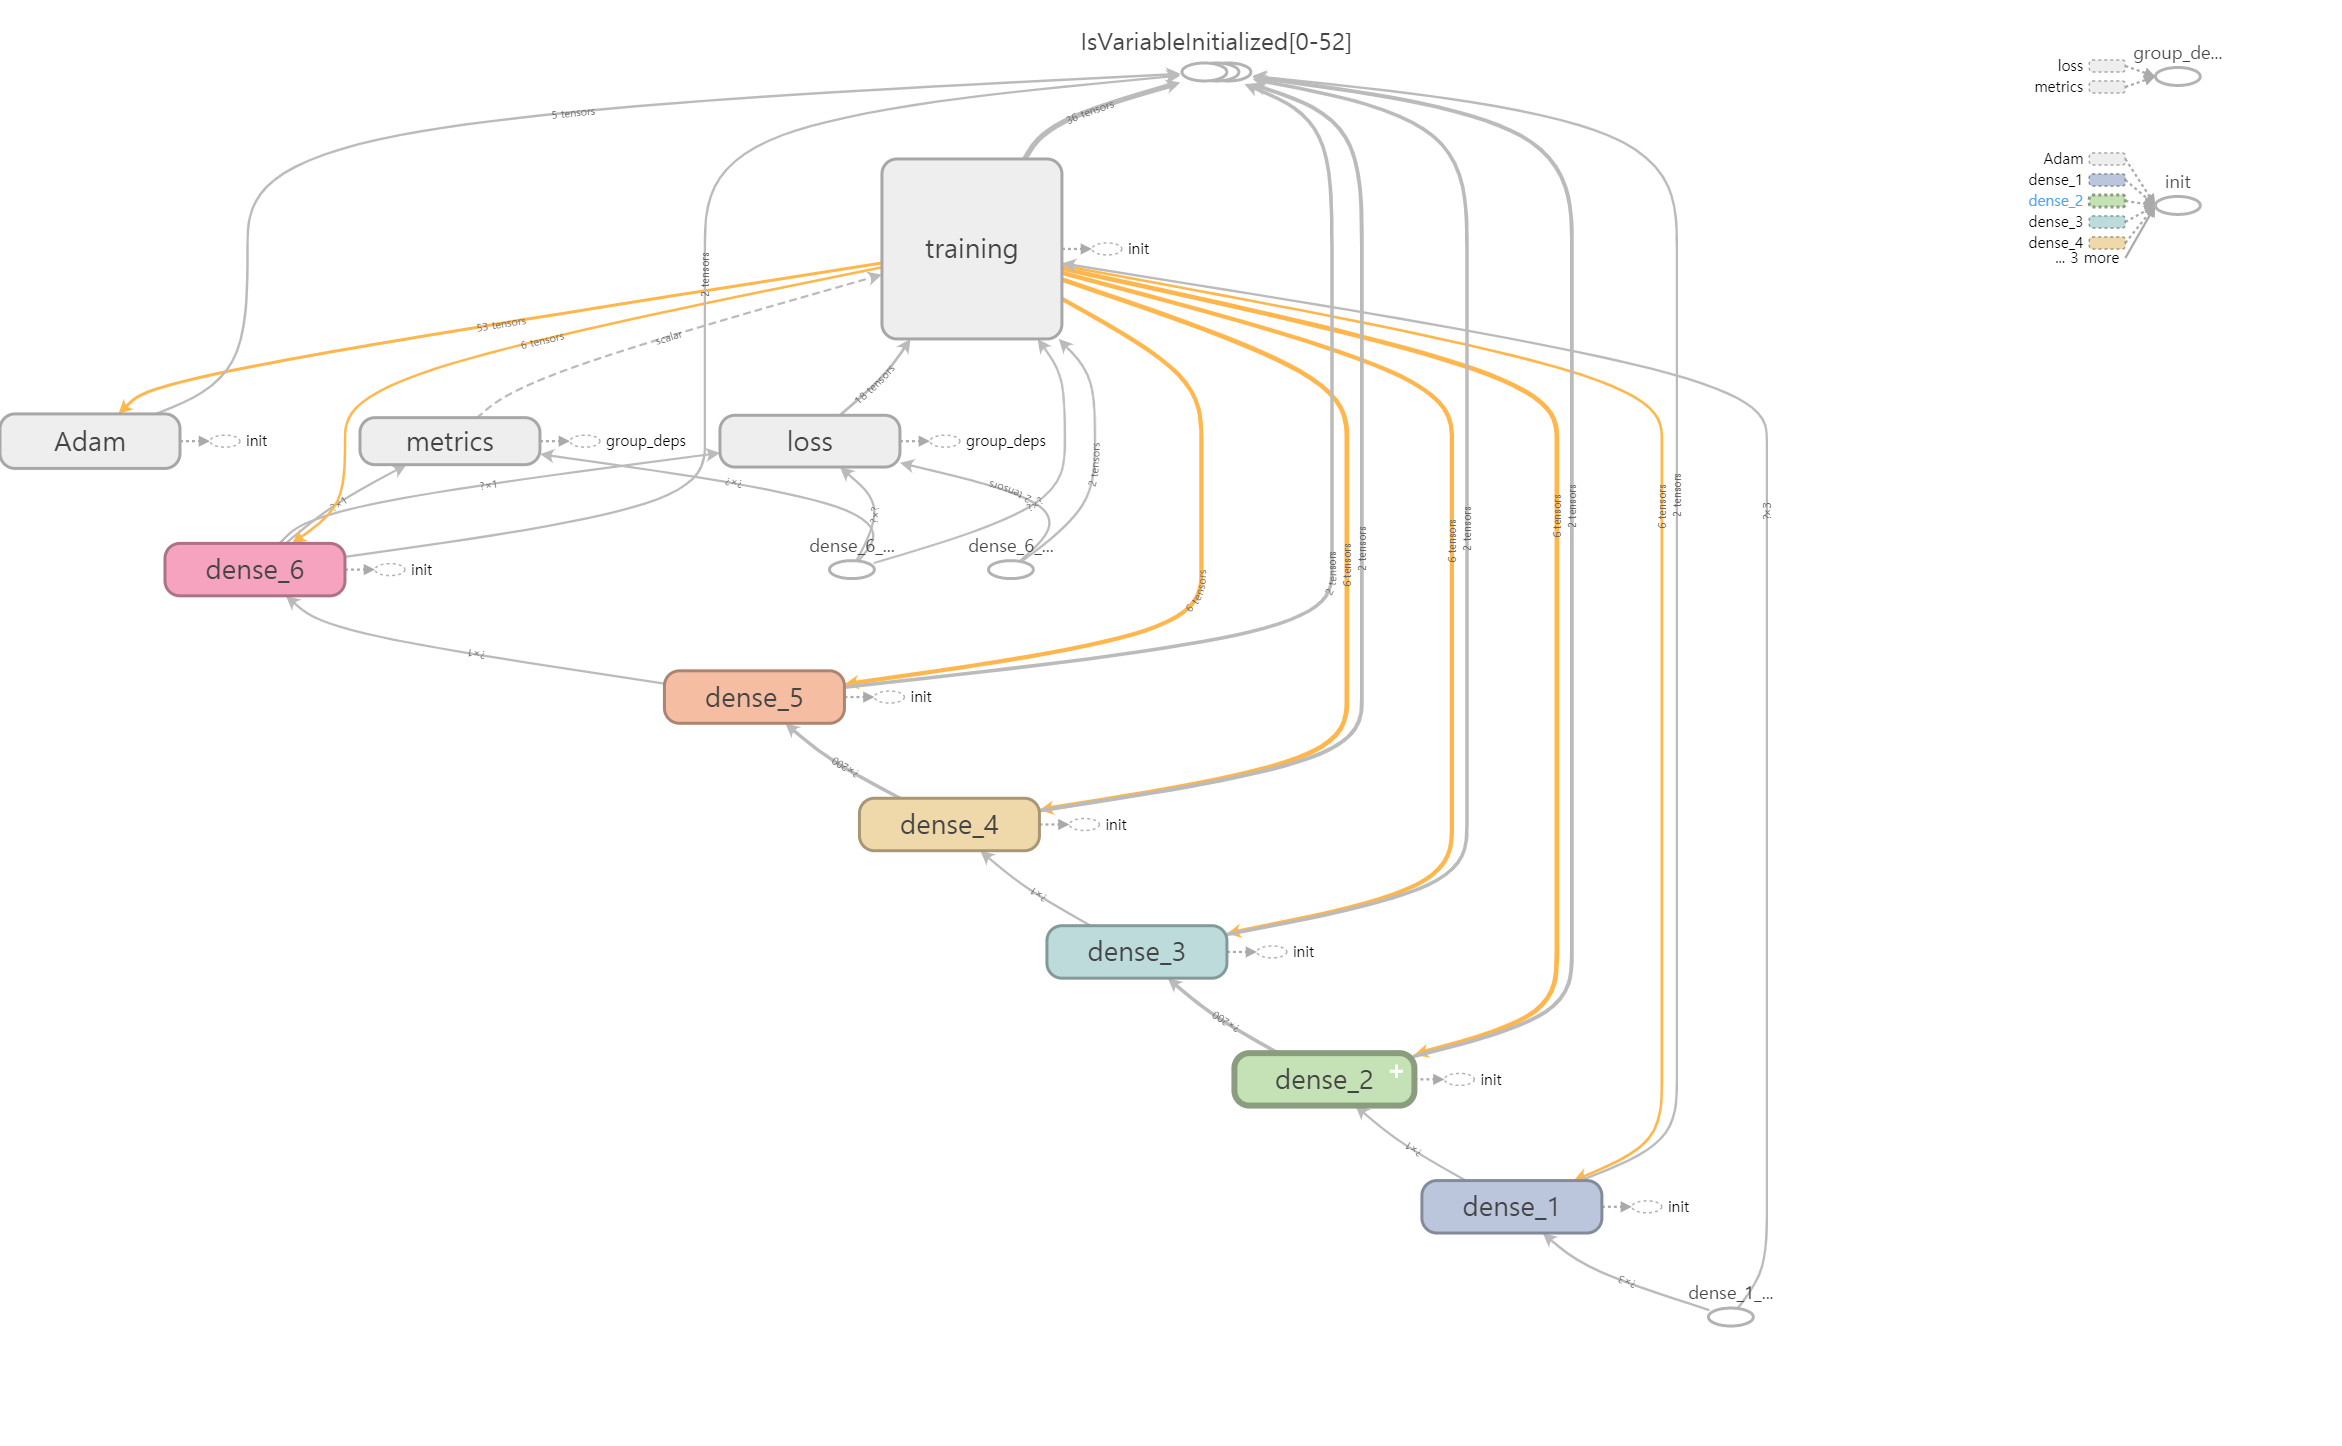 IsVariableInitialized[0-52]
group_de...
loss
metrics
5 tensors
36 tensors
Adam
dense_1
dense_2
dense_3
dense_4
... 3 more
init
training
init
2 tensors
53 tensors
6 tensors
scalar
18 tensors
Adam
init
metrics
group_deps
loss
group_deps
?×1
?×1
?×?
?×?
2 tensors
2 tensors
dense_6_...
dense_6_...
dense_6
init
6 tensors
2 tensors
6 tensors
2 tensors
6 tensors
2 tensors
6 tensors
2 tensors
6 tensors
2 tensors
?×3
?×1
dense_5
init
?×200
dense_4
init
?×1
dense_3
init
?×200
dense_2 +
init
?×1
dense_1
init
?×3
dense_1_...